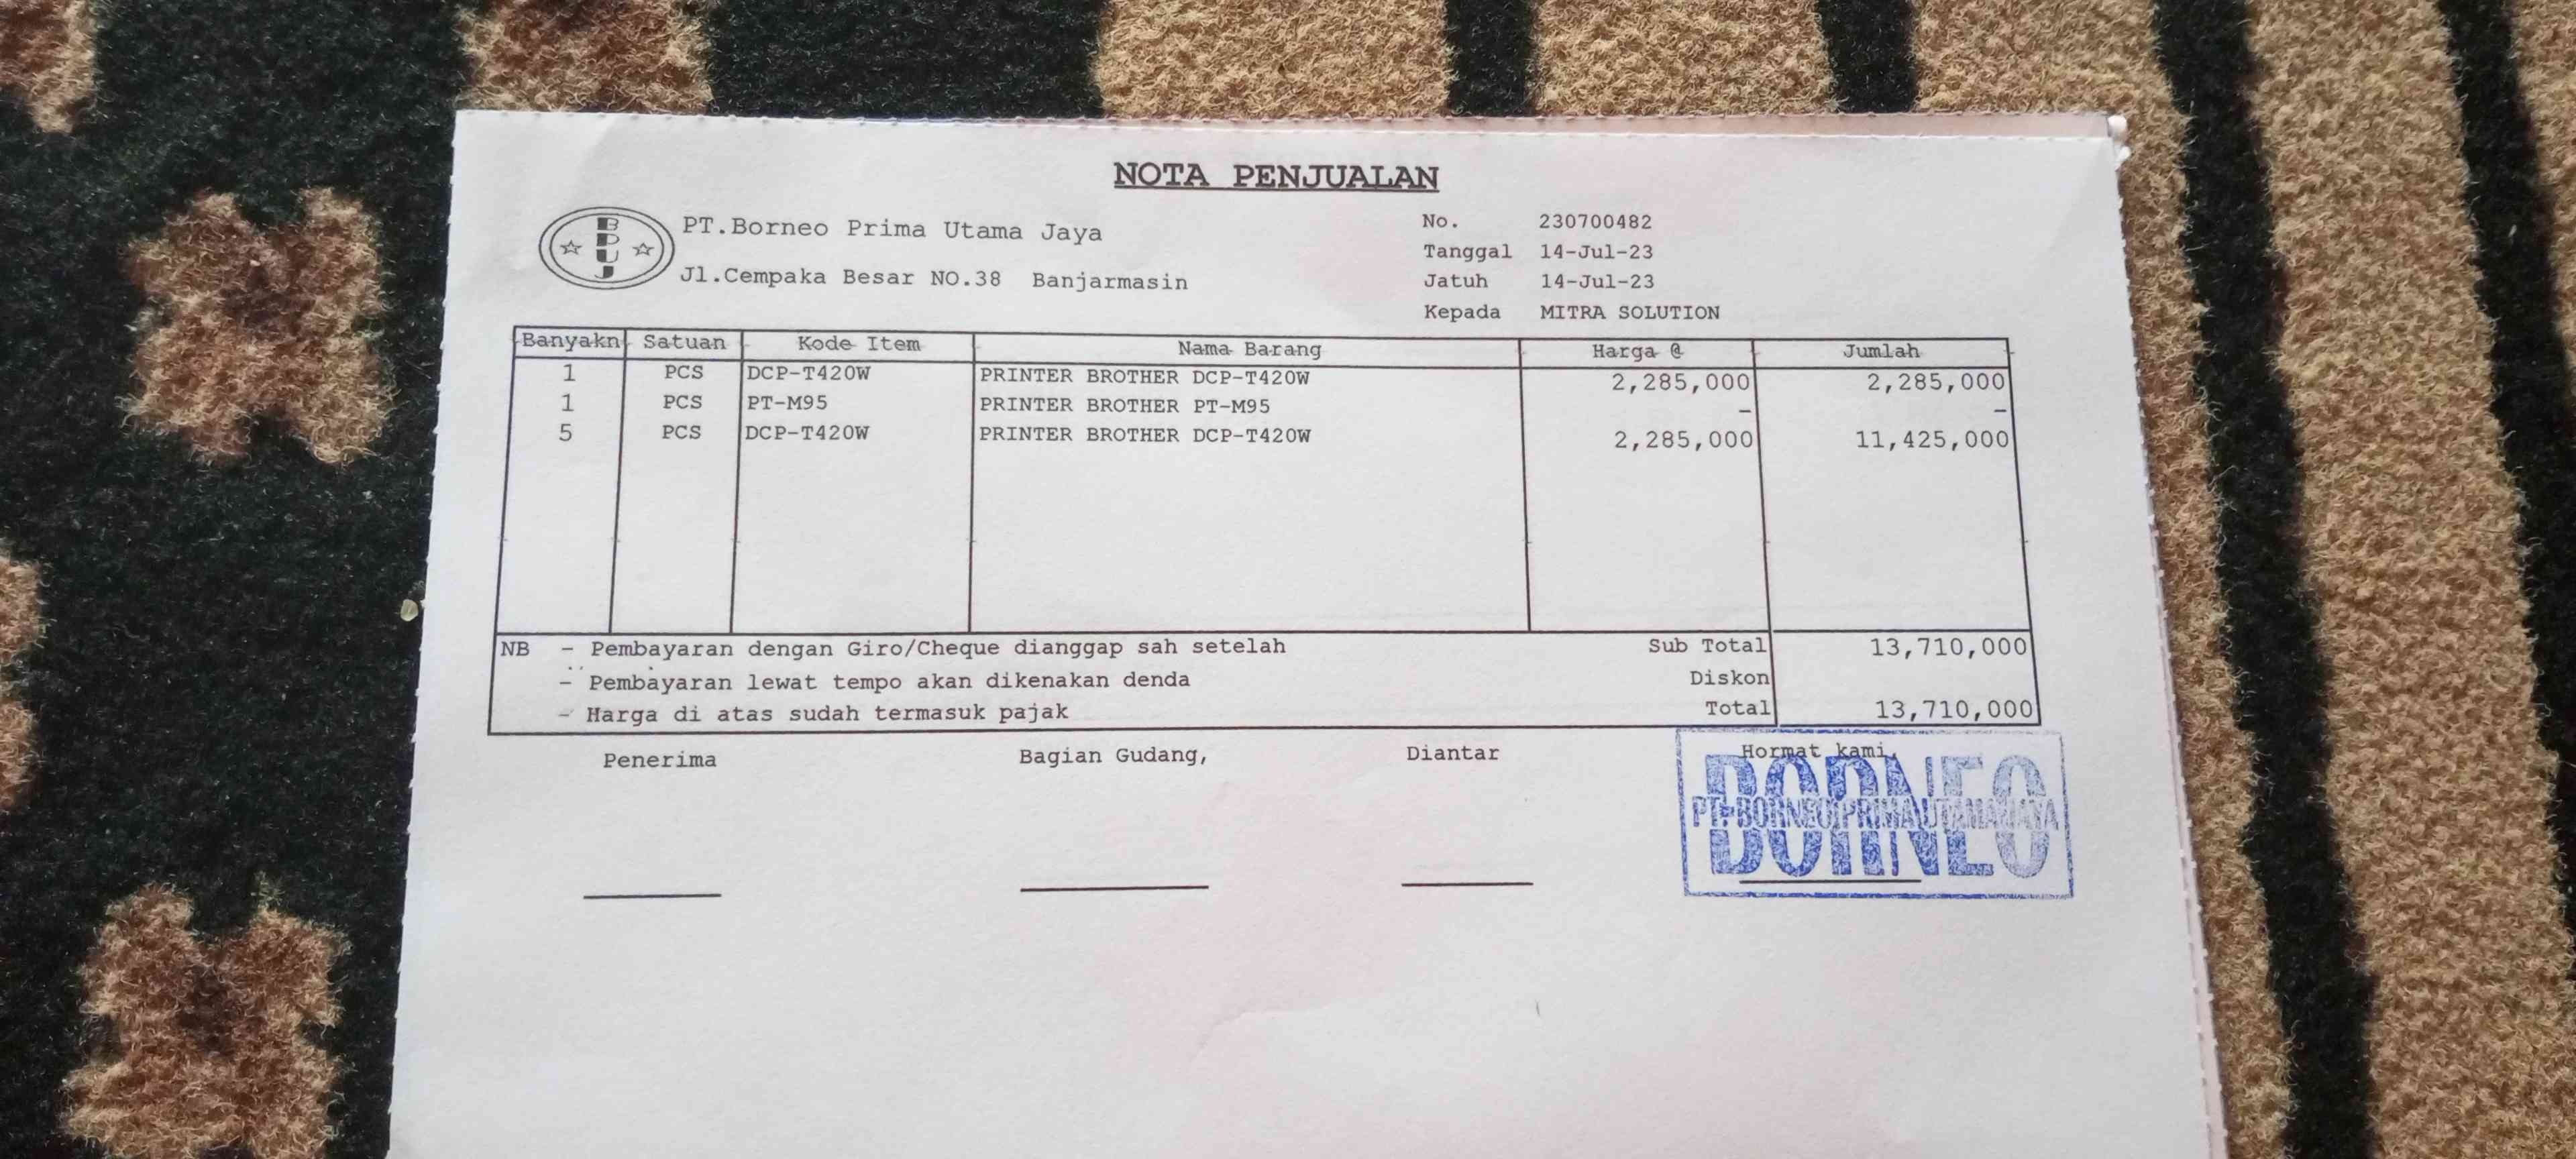 NOTA PENJUALAN
BPUJ
PT.Borneo Prima Utama Jaya
Jl.Cempaka Besar NO.38 Banjarmasin
No. 230700482
Tanggal 14-Jul-23
Jatuh 14-Jul-23
Kepada MITRA SOLUTION
Banyakn Satuan Kode Item Nama Barang Harga @ Jumlah
1 PCS DCP-T420W PRINTER BROTHER DCP-T420W 2,285,000 2,285,000
1 PCS PT-M95 PRINTER BROTHER PT-M95 - -
5 PCS DCP-T420W PRINTER BROTHER DCP-T420W 2,285,000 11,425,000
NB - Pembayaran dengan Giro/Cheque dianggap sah setelah Sub Total 13,710,000
- Pembayaran lewat tempo akan dikenakan denda Diskon
- Harga di atas sudah termasuk pajak Total 13,710,000
Penerima Bagian Gudang, Diantar Hormat kami,
BORNEO
PT. BORNEO PRIMA UTAMA JAYA